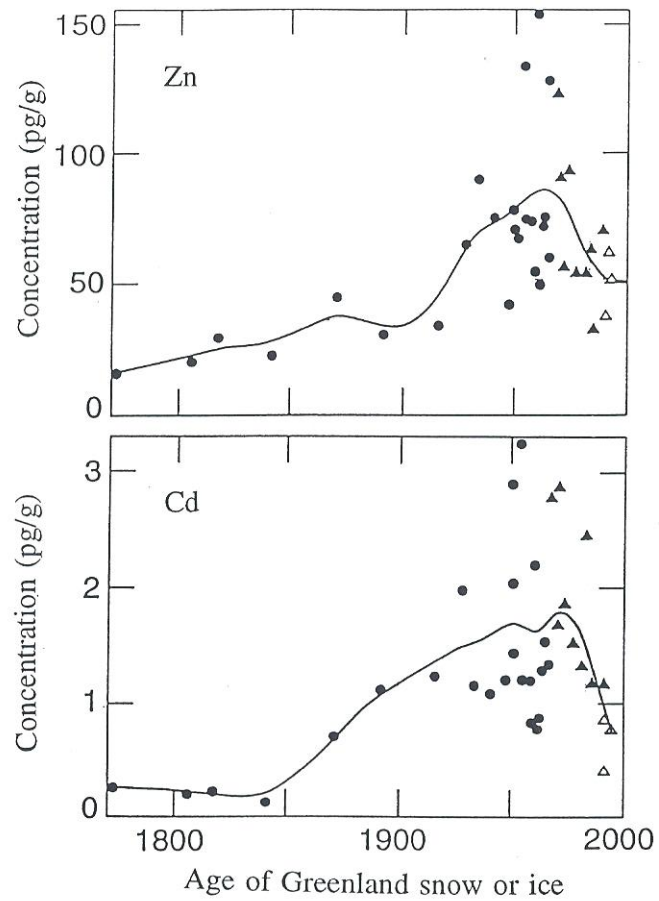 150
Zn
100
50
0
Concentration (pg/g)
3
Cd
2
1
0
Concentration (pg/g)
1800 1900 2000
Age of Greenland snow or ice